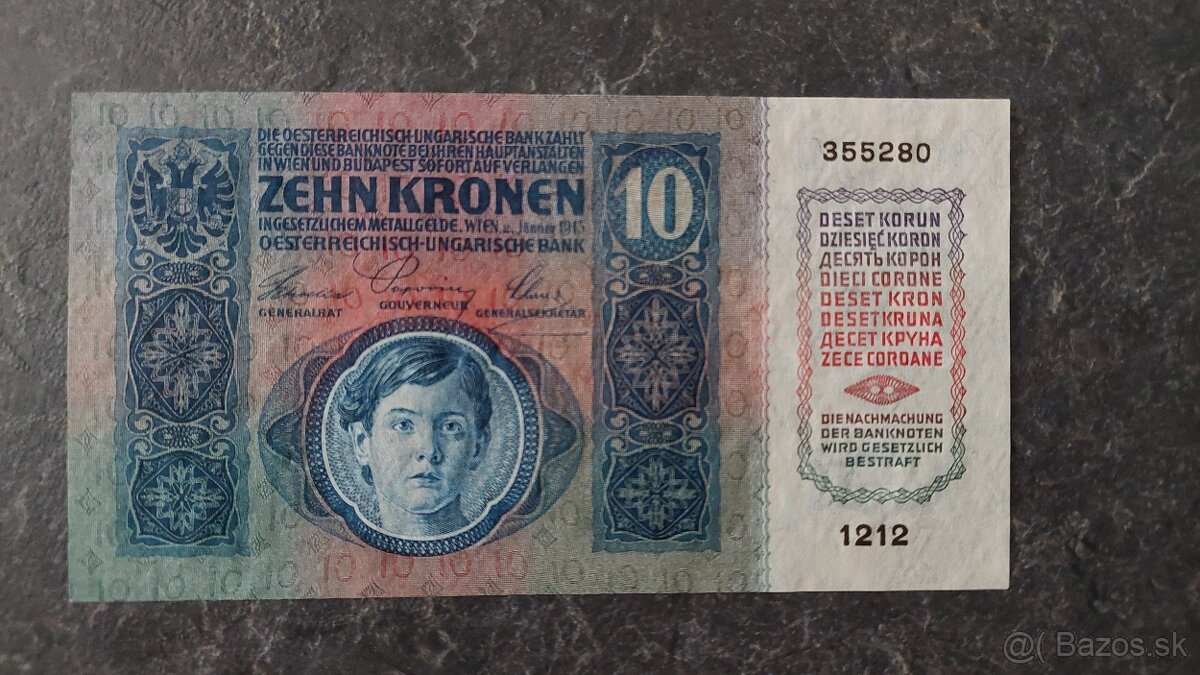 DIE OESTERREICHISCH-UNGARISCHE BANK ZAHLT
GEGEN DIESE BANKNOTE BEI IHREN HAUPTANSTALTEN
IN WIEN UND BUDAPEST SOFORT AUF VERLANGEN
ZEHN KRONEN
IN GESETZLICHEM METALLGELDE. WIEN, 2. Jänner 1915
OESTERREICHISCH-UNGARISCHE BANK
GENERALRAT
GOUVERNEUR
GENERALSEKRETÄR
10
355280
DESET KORUN
DZIESIĘĆ KORON
ДЕСЯТЬ КОРОН
DIECI CORONE
DESET KRON
DESET KRUNA
ДЕСЕТ КРУНА
ZECE COROANE
DIE NACHMACHUNG
DER BANKNOTEN
WIRD GESETZLICH
BESTRAFT
1212
@( Bazos.sk